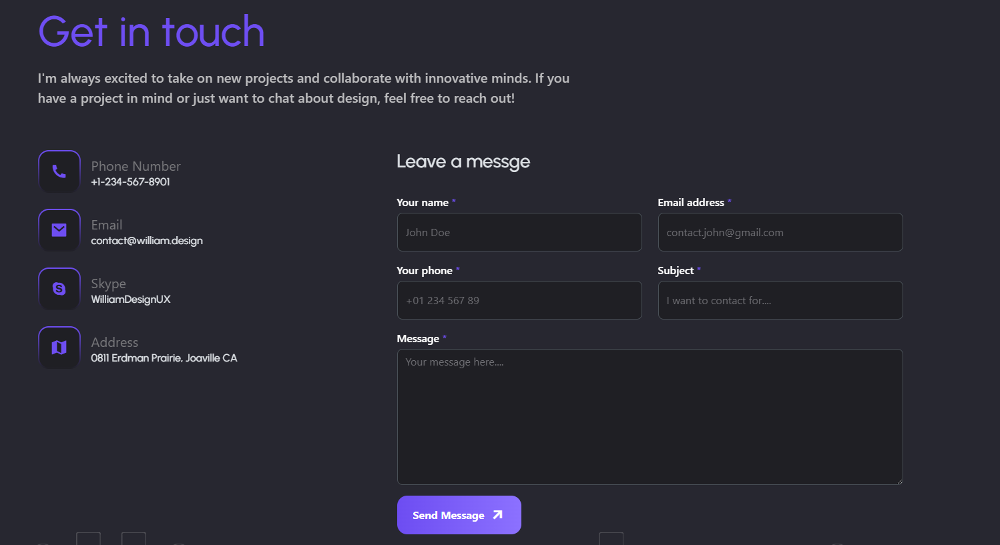 Get in touch
I'm always excited to take on new projects and collaborate with innovative minds. If you
have a project in mind or just want to chat about design, feel free to reach out!
Phone Number
+1-234-567-8901
Email
contact@william.design
Skype
WilliamDesignUX
Address
0811 Erdman Prairie, Joaville CA
Leave a messge
Your name *
John Doe
Email address *
contact.john@gmail.com
Your phone *
+01 234 567 89
Subject *
I want to contact for....
Message *
Your message here....
Send Message